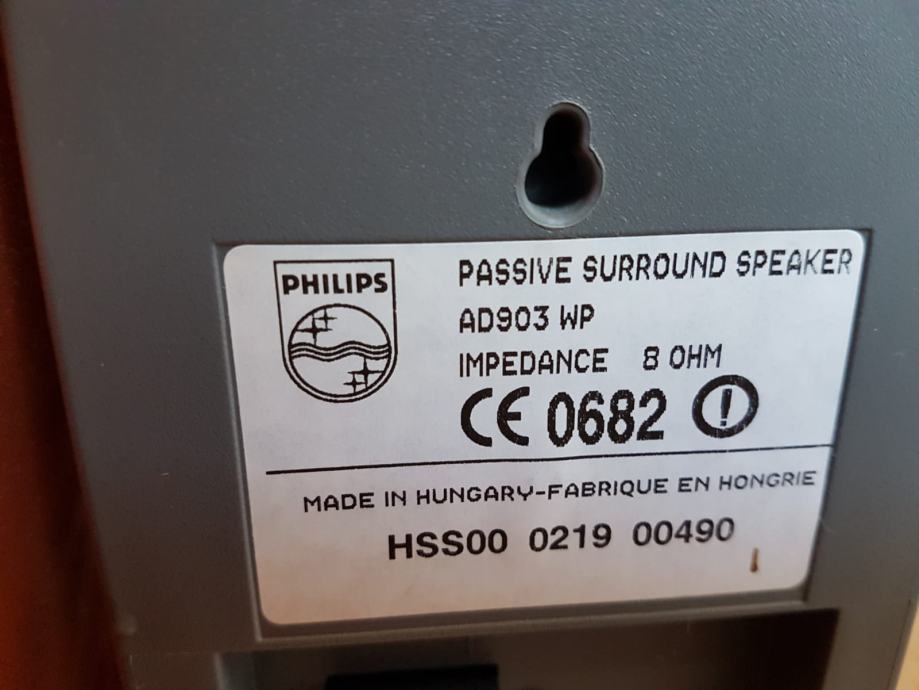 PHILIPS
PASSIVE SURROUND SPEAKER
AD903 WP
IMPEDANCE 8 OHM
CE 0682 !
MADE IN HUNGARY-FABRIQUE EN HONGRIE
HSS00 0219 00490